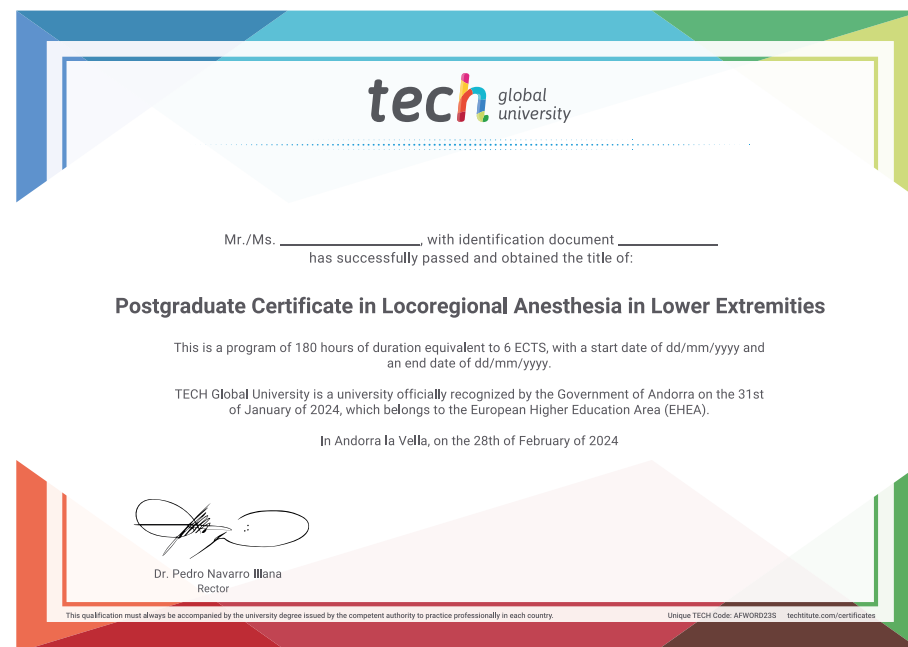 tech global university
Mr./Ms. ____________, with identification document ____________
has successfully passed and obtained the title of:
Postgraduate Certificate in Locoregional Anesthesia in Lower Extremities
This is a program of 180 hours of duration equivalent to 6 ECTS, with a start date of dd/mm/yyyy and
an end date of dd/mm/yyyy.
TECH Global University is a university officially recognized by the Government of Andorra on the 31st
of January of 2024, which belongs to the European Higher Education Area (EHEA).
In Andorra la Vella, on the 28th of February of 2024
Dr. Pedro Navarro Illana
Rector
This qualification must always be accompanied by the university degree issued by the competent authority to practice professionally in each country.
Unique TECH Code: AFWORD23S techtitute.com/certificates